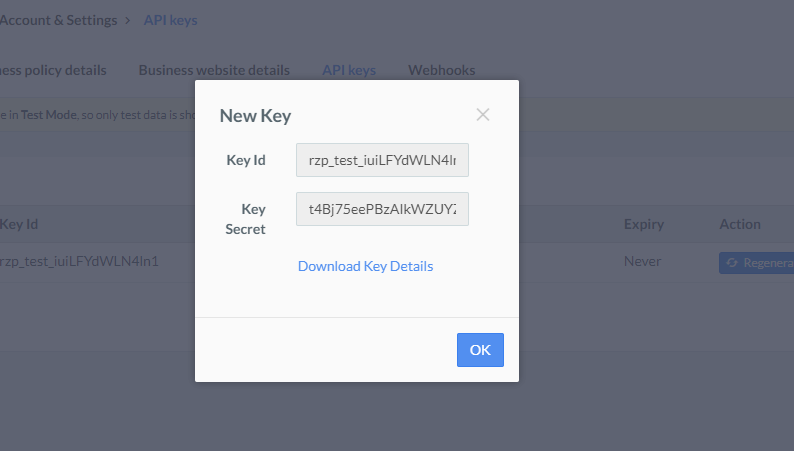 Account & Settings > API keys
ness policy details Business website details API keys Webhooks
e in Test Mode, so only test data is sho
New Key
Key Id rzp_test_iuiLFYdWLN4In
Key Secret t4Bj75eePBzAIkWZUYZ
Download Key Details
OK
Key Id Expiry Action
rzp_test_iuiLFYdWLN4In1 Never Regenera